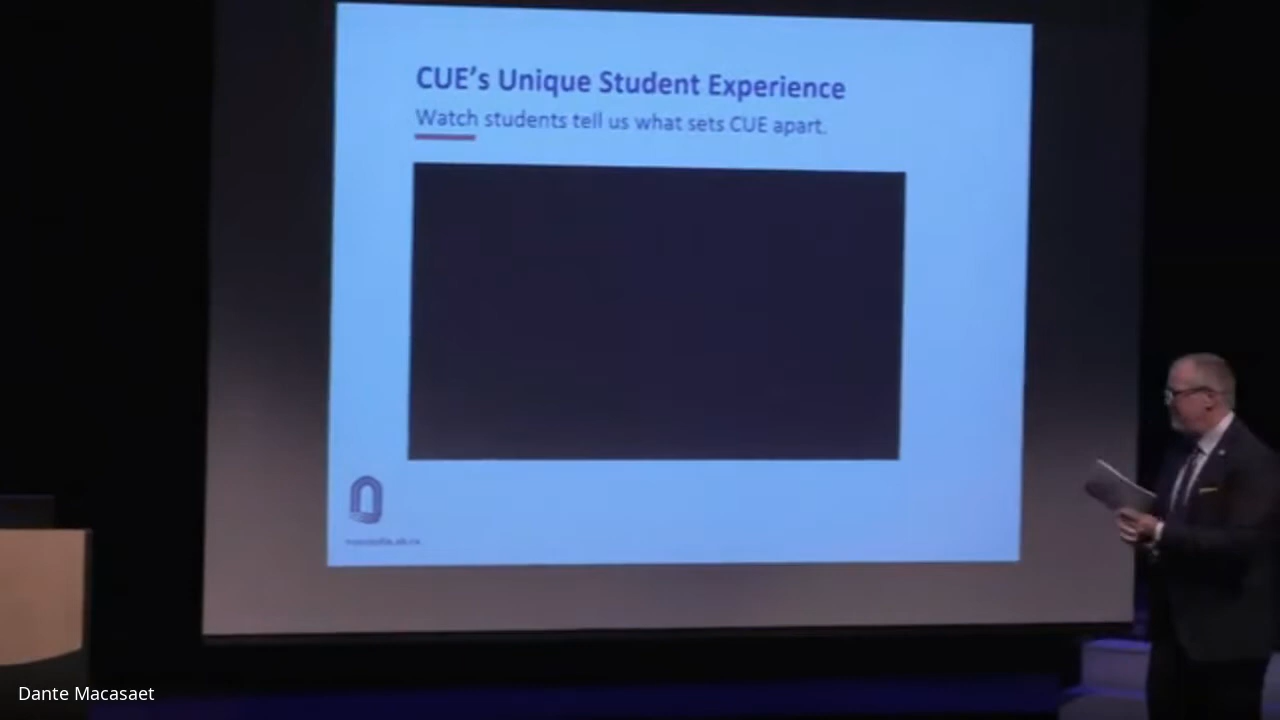 CUE's Unique Student Experience
Watch students tell us what sets CUE apart.
Dante Macasaet